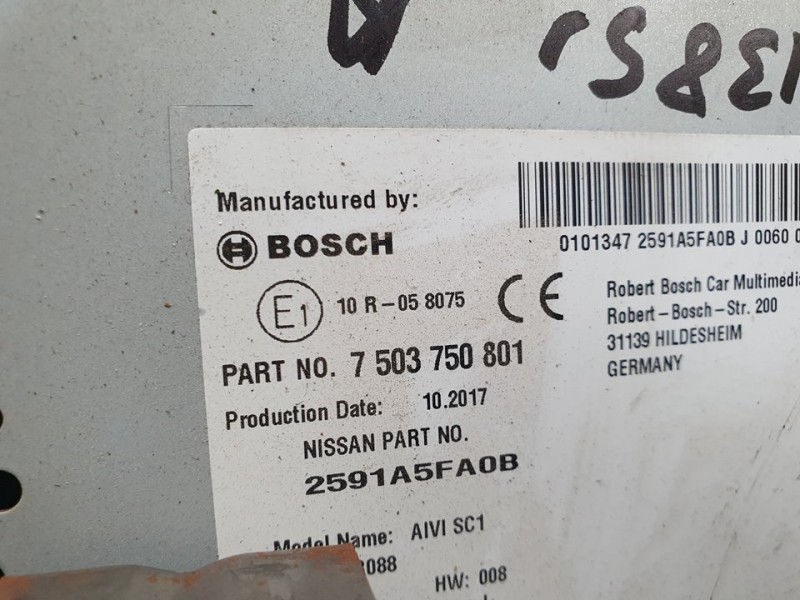 Manufactured by:
BOSCH
0101347 2591A5FA0B J 0060 0
E1 10 R-05 8075 CE
Robert Bosch Car Multimedia
Robert-Bosch-Str. 200
31139 HILDESHEIM
GERMANY
PART NO. 7 503 750 801
Production Date: 10.2017
NISSAN PART NO.
2591A5FA0B
Model Name: AIVI SC1
8088
HW: 008